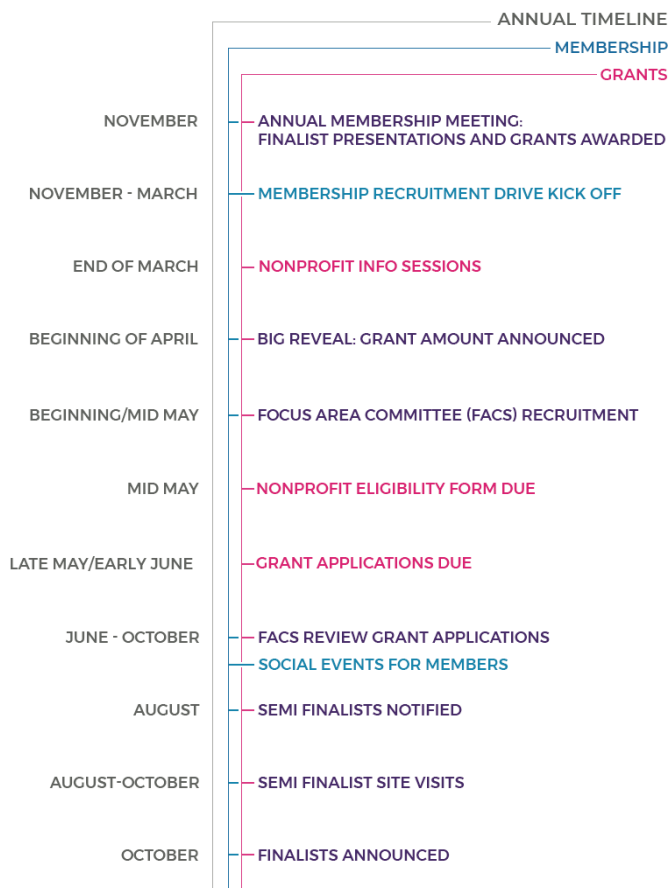 ANNUAL TIMELINE
MEMBERSHIP
GRANTS
NOVEMBER
ANNUAL MEMBERSHIP MEETING:
FINALIST PRESENTATIONS AND GRANTS AWARDED
NOVEMBER - MARCH
MEMBERSHIP RECRUITMENT DRIVE KICK OFF
END OF MARCH
NONPROFIT INFO SESSIONS
BEGINNING OF APRIL
BIG REVEAL: GRANT AMOUNT ANNOUNCED
BEGINNING/MID MAY
FOCUS AREA COMMITTEE (FACS) RECRUITMENT
MID MAY
NONPROFIT ELIGIBILITY FORM DUE
LATE MAY/EARLY JUNE
GRANT APPLICATIONS DUE
JUNE - OCTOBER
FACS REVIEW GRANT APPLICATIONS
SOCIAL EVENTS FOR MEMBERS
AUGUST
SEMI FINALISTS NOTIFIED
AUGUST-OCTOBER
SEMI FINALIST SITE VISITS
OCTOBER
FINALISTS ANNOUNCED